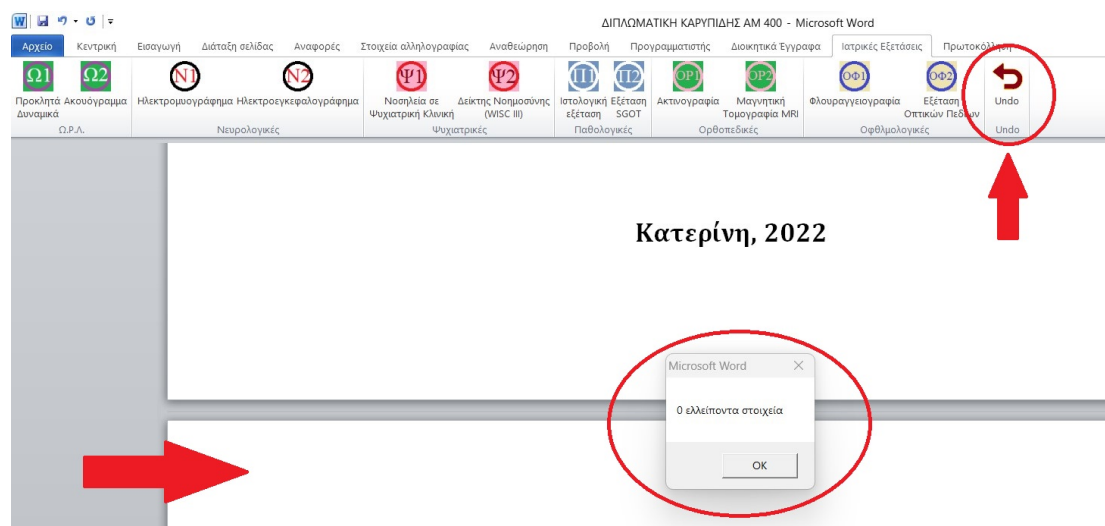 ΔΙΠΛΩΜΑΤΙΚΗ ΚΑΡΥΠΙΔΗΣ ΑΜ 400 - Microsoft Word
Αρχείο Κεντρική Εισαγωγή Διάταξη σελίδας Αναφορές Στοιχεία αλληλογραφίας Αναθεώρηση Προβολή Προγραμματιστής Διοικητικά Έγγραφα Ιατρικές Εξετάσεις Πρωτοκόλληση
Ω1 Ω2 Ν1 Ν2 Ψ1 Ψ2 Π1 Π2 ΟΡ1 ΟΡ2 ΟΦ1 ΟΦ2
Προκλητά Ακουόγραμμα Ηλεκτρομυογράφημα Ηλεκτροεγκεφαλογράφημα Νοσηλεία σε Δείκτης Νοημοσύνης Ιστολογική Εξέταση Ακτινογραφία Μαγνητική Φλουραγγειογραφία Εξέταση Undo
Δυναμικά Ψυχιατρική Κλινική (WISC III) εξέταση SGOT Τομογραφία MRI Οπτικών Πεδίων
Ω.Ρ.Λ. Νευρολογικές Ψυχιατρικές Παθολογικές Ορθοπεδικές Οφθλμολογικές Undo
Κατερίνη, 2022
Microsoft Word
0 ελλείποντα στοιχεία
OK